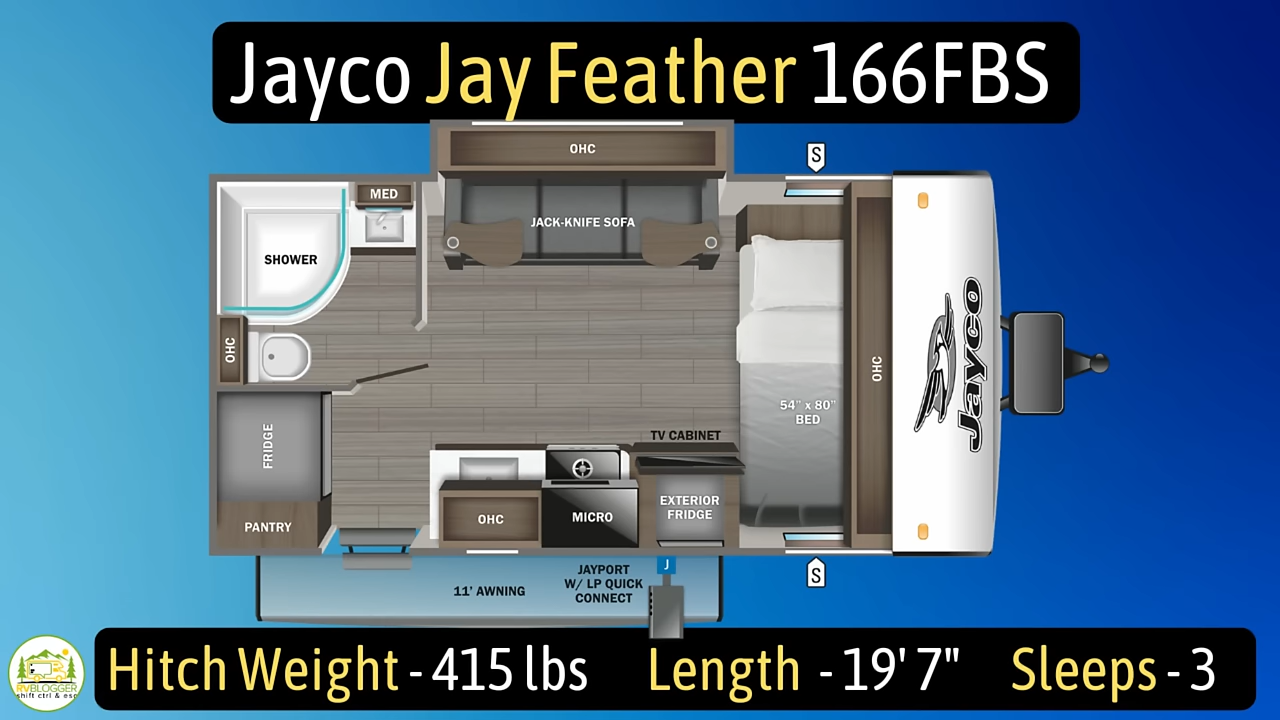 Jayco Jay Feather 166FBS
OHC
MED
S
JACK-KNIFE SOFA
SHOWER
OHC
OHC
Jayco
54" x 80"
BED
FRIDGE
TV CABINET
PANTRY
OHC
MICRO
EXTERIOR
FRIDGE
S
J
11' AWNING
JAYPORT
W/ LP QUICK
CONNECT
Hitch Weight - 415 lbs Length - 19' 7" Sleeps - 3
RVBLOGGER
shift ctrl & esc